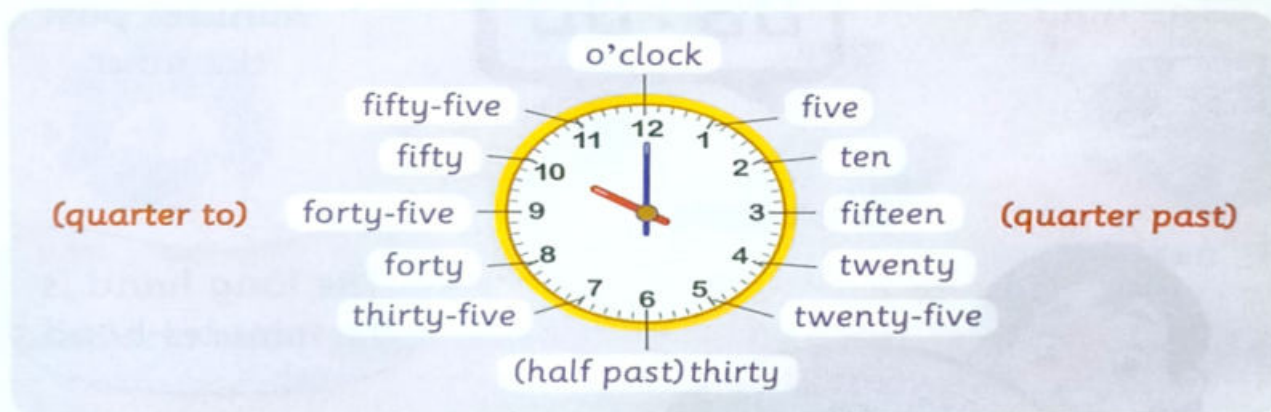 o'clock
fifty-five
five
11 12 1
fifty
ten
10 2
(quarter to) forty-five 9 3 fifteen (quarter past)
forty 8 4 twenty
7 6 5
thirty-five
twenty-five
(half past) thirty